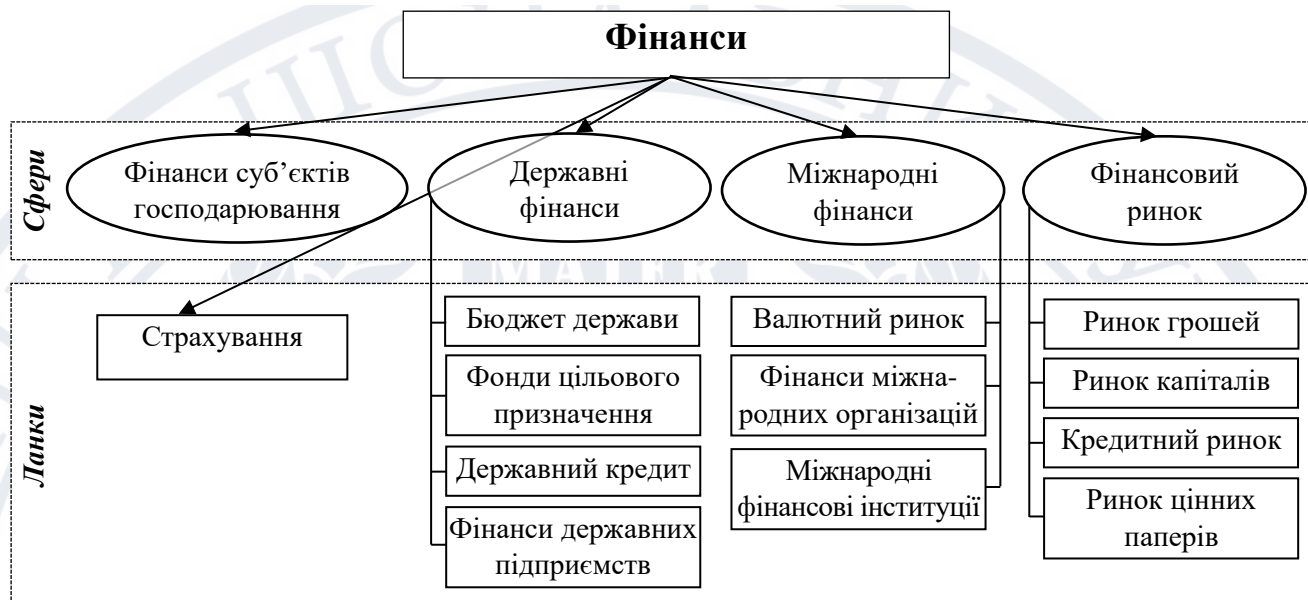 Фінанси
Сфери
Фінанси суб’єктів
господарювання
Державні
фінанси
Міжнародні
фінанси
Фінансовий
ринок
Ланки
Страхування
Бюджет держави
Фонди цільового
призначення
Державний кредит
Фінанси державних
підприємств
Валютний ринок
Фінанси міжна-
родних організацій
Міжнародні
фінансові інституції
Ринок грошей
Ринок капіталів
Кредитний ринок
Ринок цінних
паперів